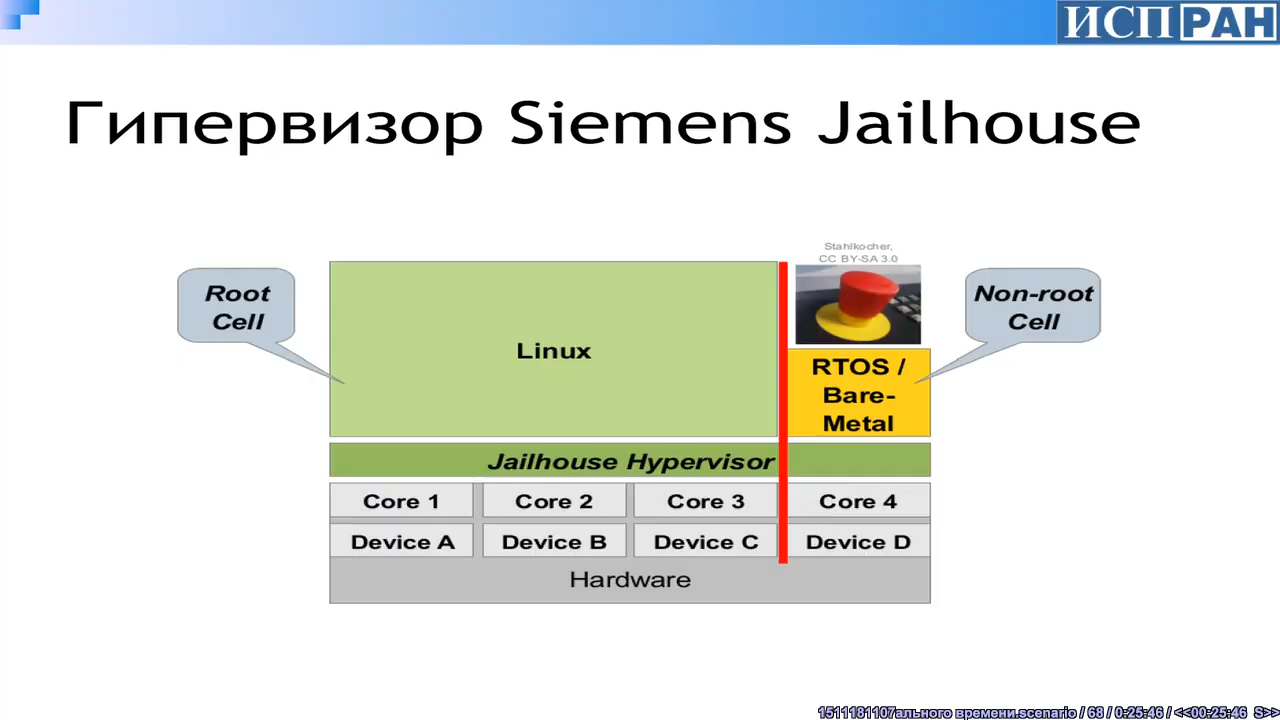 ИСП РАН
Гипервизор Siemens Jailhouse
Stahlkocher,
CC BY-SA 3.0
Root
Cell
Non-root
Cell
Linux
RTOS /
Bare-
Metal
Jailhouse Hypervisor
Core 1
Core 2
Core 3
Core 4
Device A
Device B
Device C
Device D
Hardware
1511181107ального времени.scenario / 68 / 0:25:46 / <<00:25:46 S>>